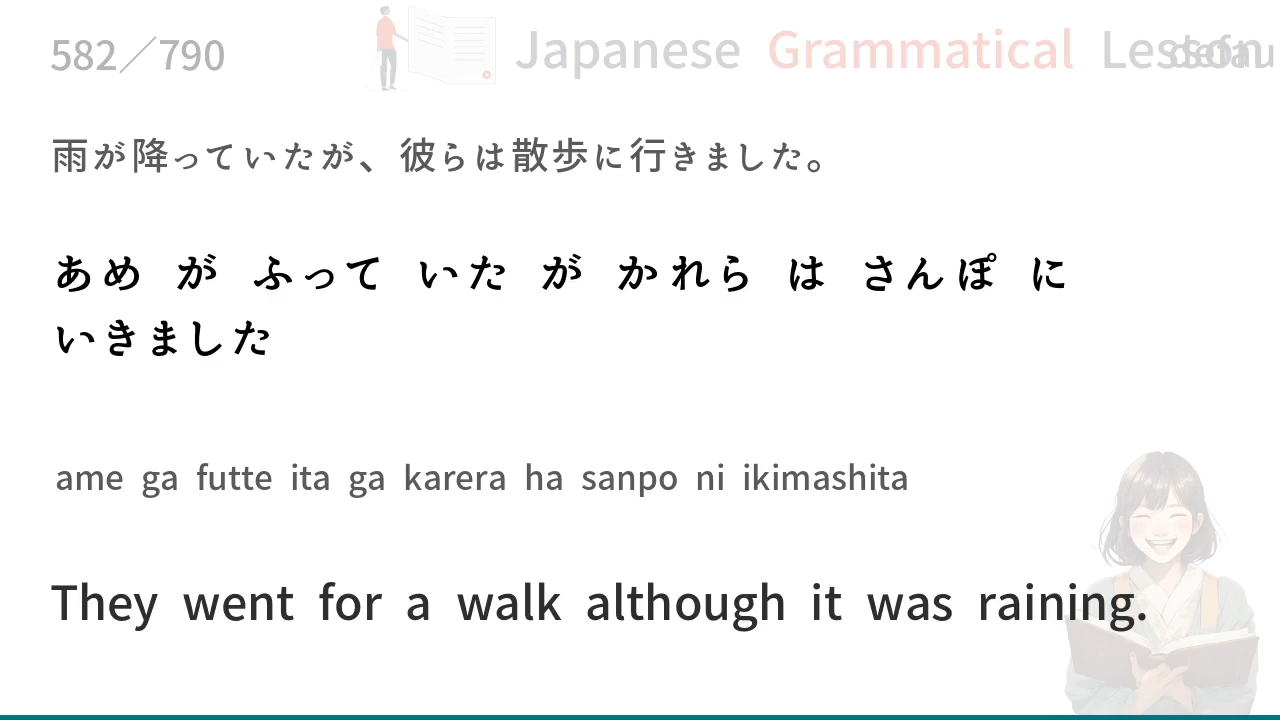 582／790
Japanese Grammatical Lesson
雨が降っていたが、彼らは散歩に行きました。
あめ が ふって いた が かれら は さんぽ に
いきました
ame ga futte ita ga karera ha sanpo ni ikimashita
They went for a walk although it was raining.